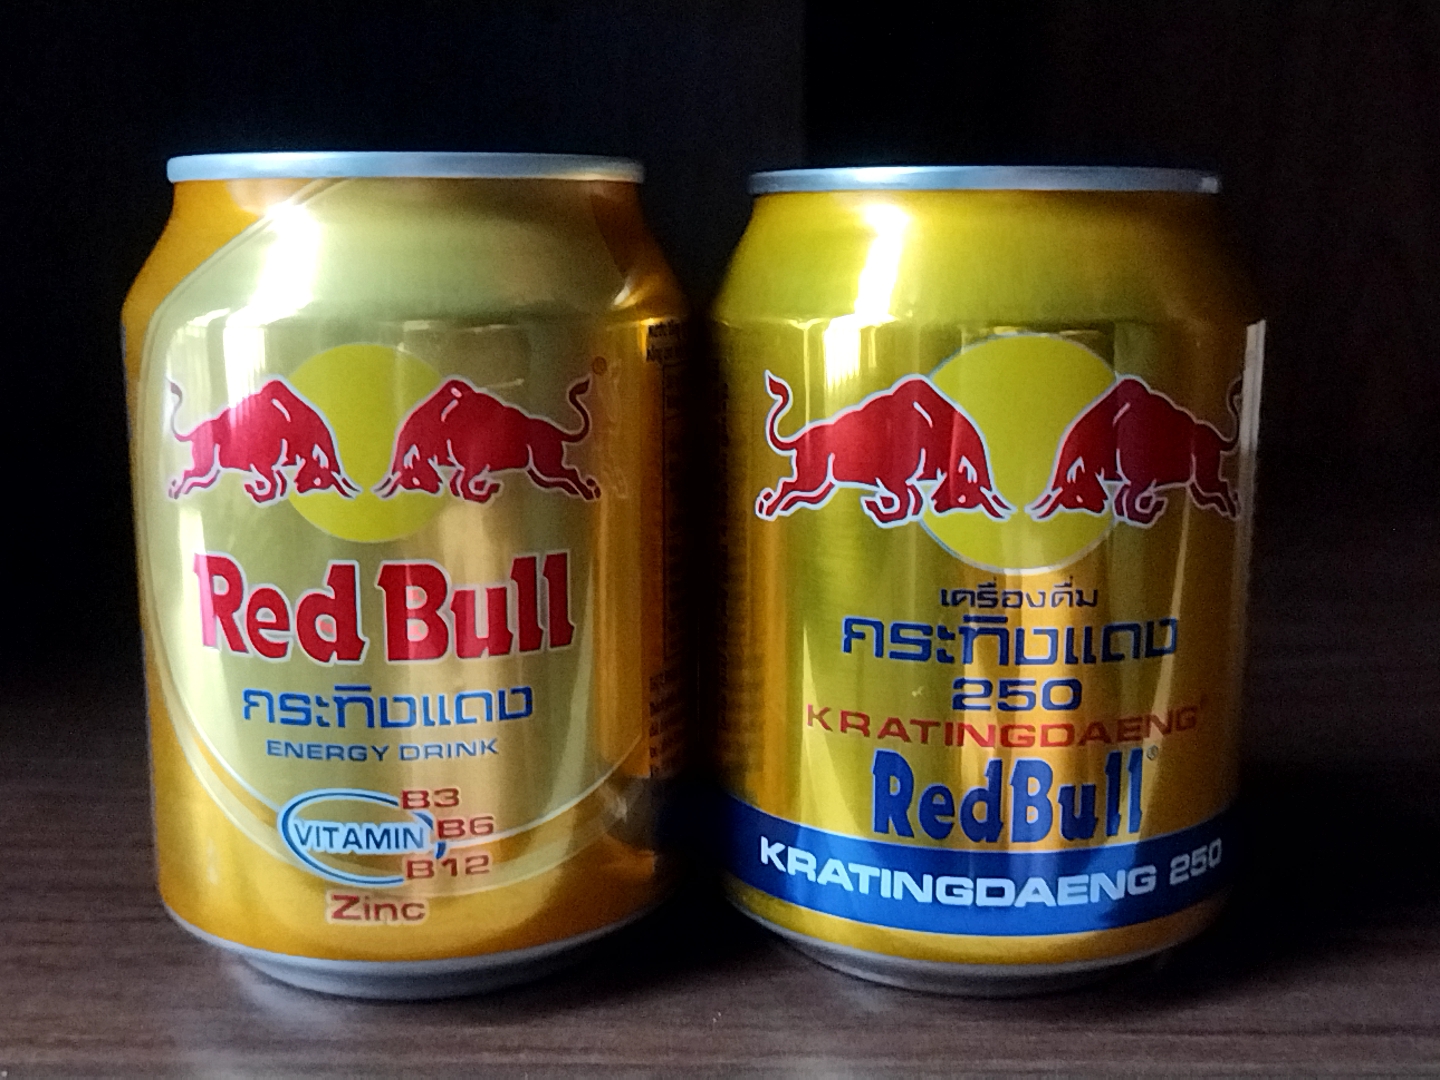 Red Bull
กระทิงแดง
ENERGY DRINK
VITAMIN
B3
B6
B12
Zinc
เครื่องดื่ม
กระทิงแดง
250
KRATINGDAENG
RedBull®
KRATINGDAENG 250